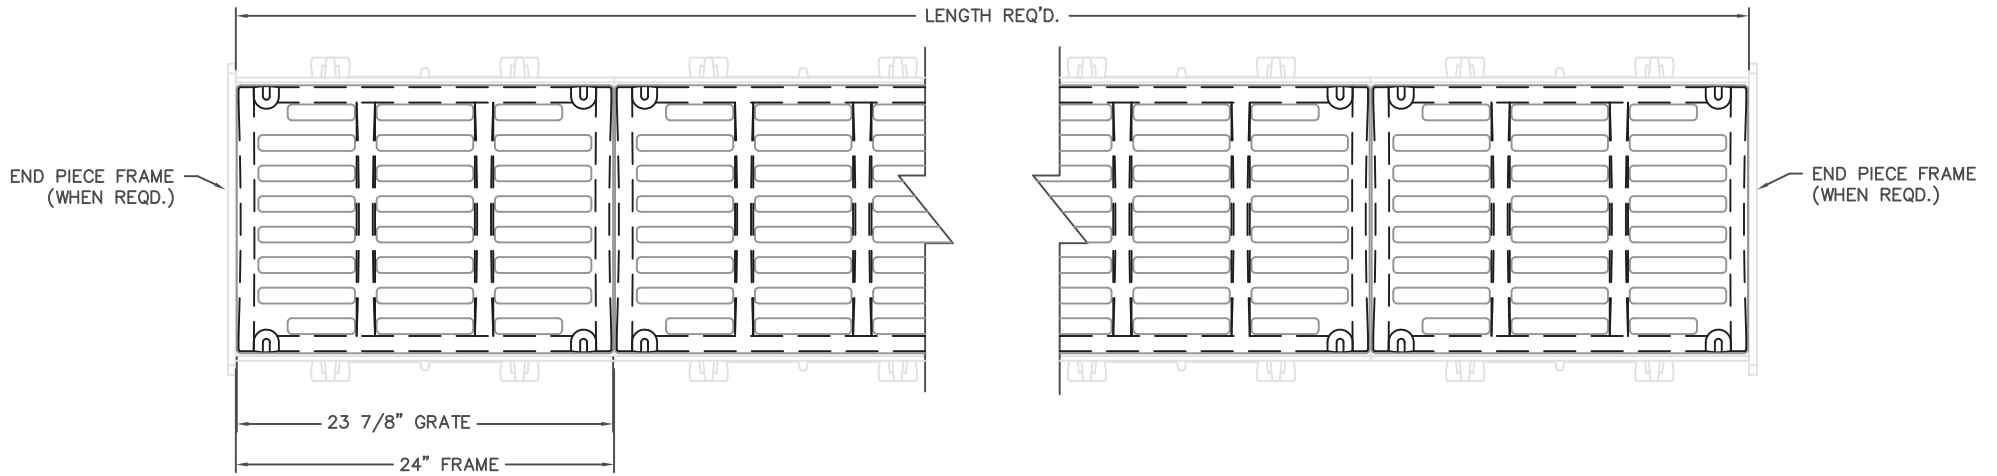 LENGTH REQ'D.
END PIECE FRAME
(WHEN REQD.)
END PIECE FRAME
(WHEN REQD.)
23 7/8” GRATE
24” FRAME